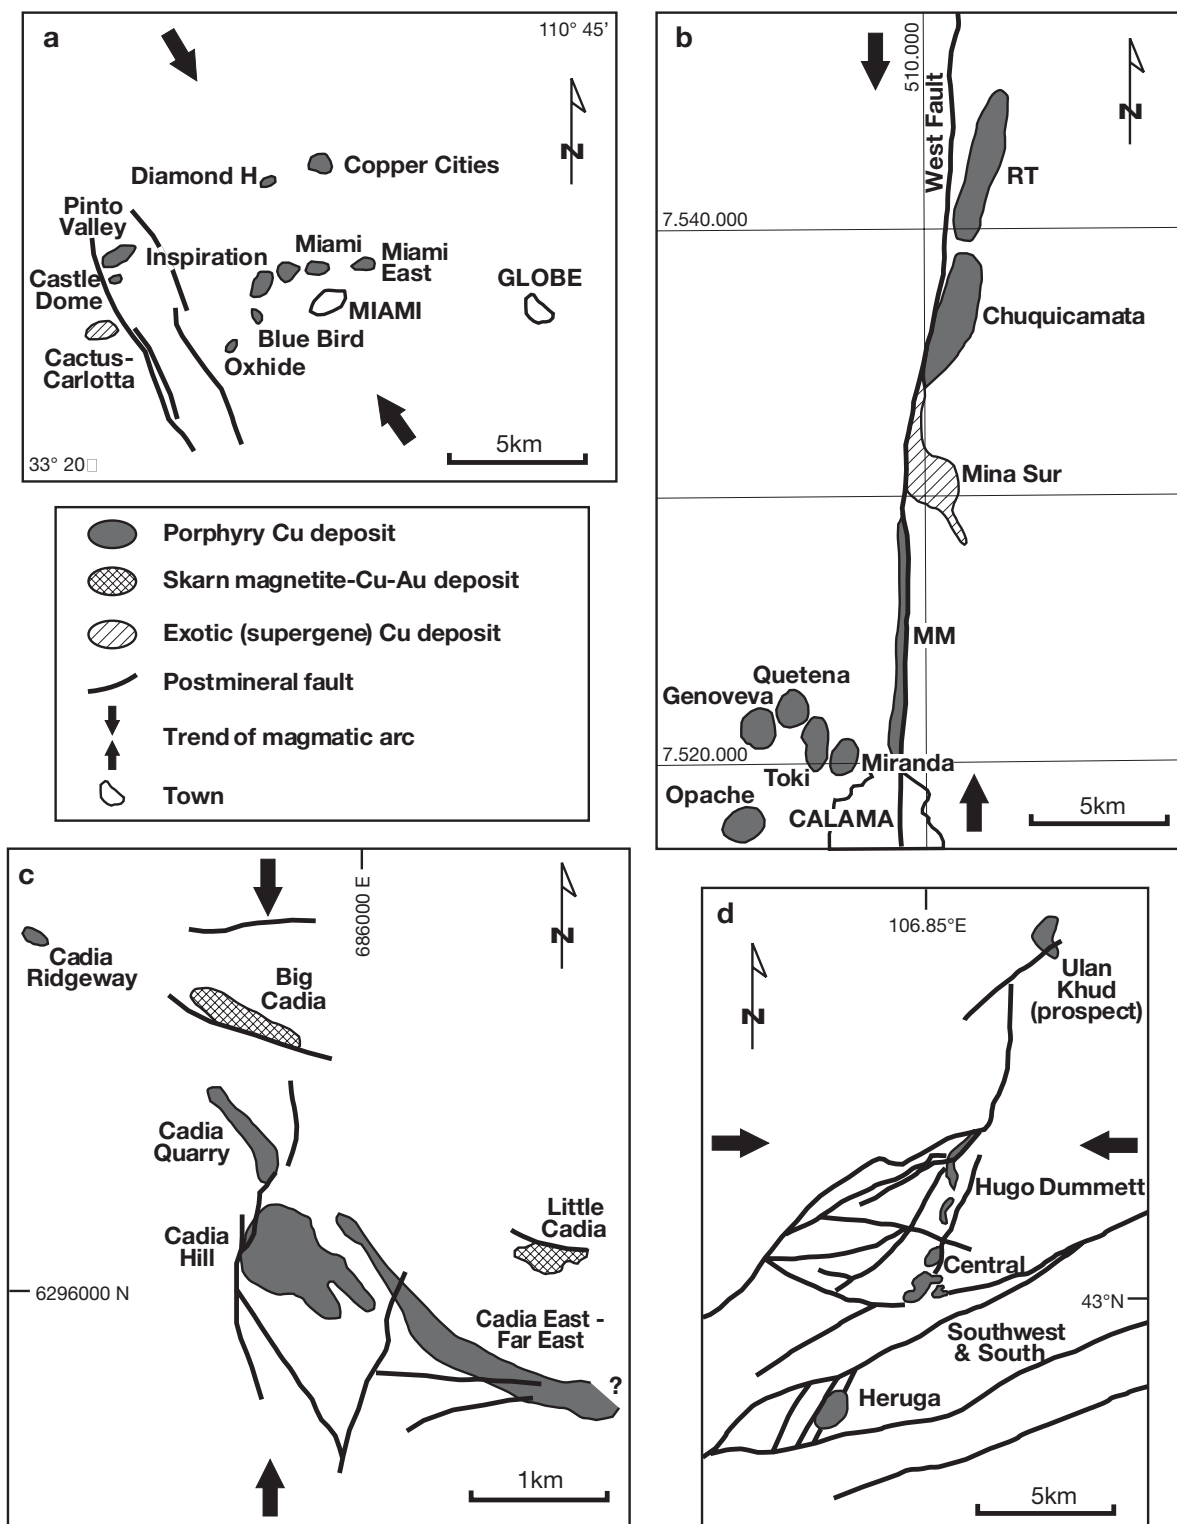 a
110° 45’
N
Copper Cities
Diamond H
Pinto
Valley
Inspiration
Miami
Miami
East
Castle
Dome
GLOBE
MIAMI
Blue Bird
Cactus-
Carlotta
Oxhide
5km
33° 20
b
510.000
West Fault
N
RT
7.540.000
Chuquicamata
Mina Sur
MM
Quetena
Genoveva
7.520.000
Miranda
Toki
Opache
CALAMA
5km
Porphyry Cu deposit
Skarn magnetite-Cu-Au deposit
Exotic (supergene) Cu deposit
Postmineral fault
Trend of magmatic arc
Town
c
686000 E
N
Cadia
Ridgeway
Big
Cadia
Cadia
Quarry
Cadia
Hill
Little
Cadia
6296000 N
Cadia East -
Far East
?
1km
d
106.85°E
N
Ulan
Khud
(prospect)
Hugo Dummett
Central
43°N
Southwest
& South
Heruga
5km